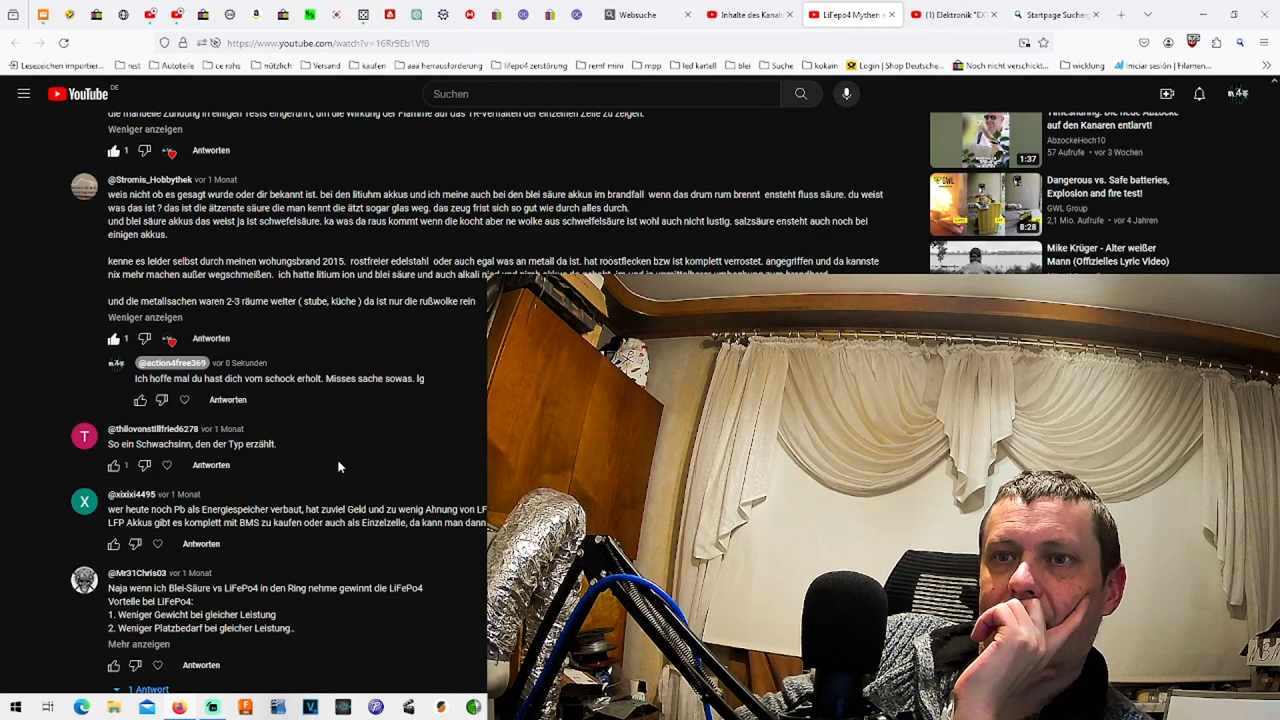 Websuche
Inhalte des Kanals
LiFepo4 Mythen e
(1) Elektronik "EX
Startpage Sucher
https://www.youtube.com/watch?v=16Rr9Eb1Vf8
Lesezeichen importier...
rest
Autoteile
ce rohs
nützlich
Versand
kaufen
aaa herrausforderung
lifepo4 zerstörung
remf mini
mpp
led kartell
blei
Suche
kokain
Login | Shop Deutsche...
Noch nicht verschickt...
wicklung
Iniciar sesión | Filamen...
YouTube DE
Suchen
die manuelle Zündung in einigen Tests eingeführt, um die Wirkung der Flamme auf das TR-Verhalten der einzelnen Zelle zu zeigen.
Weniger anzeigen
1
Antworten
@Stromis_Hobbythek vor 1 Monat
weis nicht ob es gesagt wurde oder dir bekannt ist. bei den litiuhm akkus und ich meine auch bei den blei säure akkus im brandfall wenn das drum rum brennt ensteht fluss säure. du weist
was das ist ? das ist die ätzenste säure die man kennt die ätzt sogar glas weg. das zeug frist sich so gut wie durch alles durch.
und blei säure akkus das weist ja ist schwefelsäure. ka was da raus kommt wenn die kocht aber ne wolke aus schwelfelsäure ist wohl auch nicht lustig. salzsäure ensteht auch noch bei
einigen akkus.
kenne es leider selbst durch meinen wohnungsbrand 2015. rostfreier edelstahl oder auch egal was an metall da ist. hat roostflecken bzw ist komplett verrostet. angegriffen und da kannste
nix mehr machen außer wegschmeißen. ich hatte litium ion und blei säure und auch alkali
und die metallsachen waren 2-3 räume weiter ( stube, küche ) da ist nur die rußwolke rein
Weniger anzeigen
Antworten
@action4free369 vor 0 Sekunden
Ich hoffe mal du hast dich vom schock erholt. Misses sache sowas. lg
Antworten
T
@thilovonstillfried6278 vor 1 Monat
So ein Schwachsinn, den der Typ erzählt.
1
Antworten
X
@xixixi4495 vor 1 Monat
wer heute noch Pb als Energiespeicher verbaut, hat zuviel Geld und zu wenig Ahnung von LF
LFP Akkus gibt es komplett mit BMS zu kaufen oder auch als Einzelzelle, da kann man dann
Antworten
@Mr31Chris03 vor 1 Monat
Naja wenn ich Blei-Säure vs LiFePo4 in den Ring nehme gewinnt die LiFePo4
Vorteile bei LiFePo4:
1. Weniger Gewicht bei gleicher Leistung
2. Weniger Platzbedarf bei gleicher Leistung..
Mehr anzeigen
Antworten
1 Antwort
Timesharing: Die neue Abzocke
auf den Kanaren entlarvt!
AbzockeHoch10
57 Aufrufe • vor 3 Wochen
1:37
Dangerous vs. Safe batteries,
Explosion and fire test!
GWL Group
2,1 Mio. Aufrufe • vor 4 Jahren
8:28
Mike Krüger - Alter weißer
Mann (Offizielles Lyric Video)